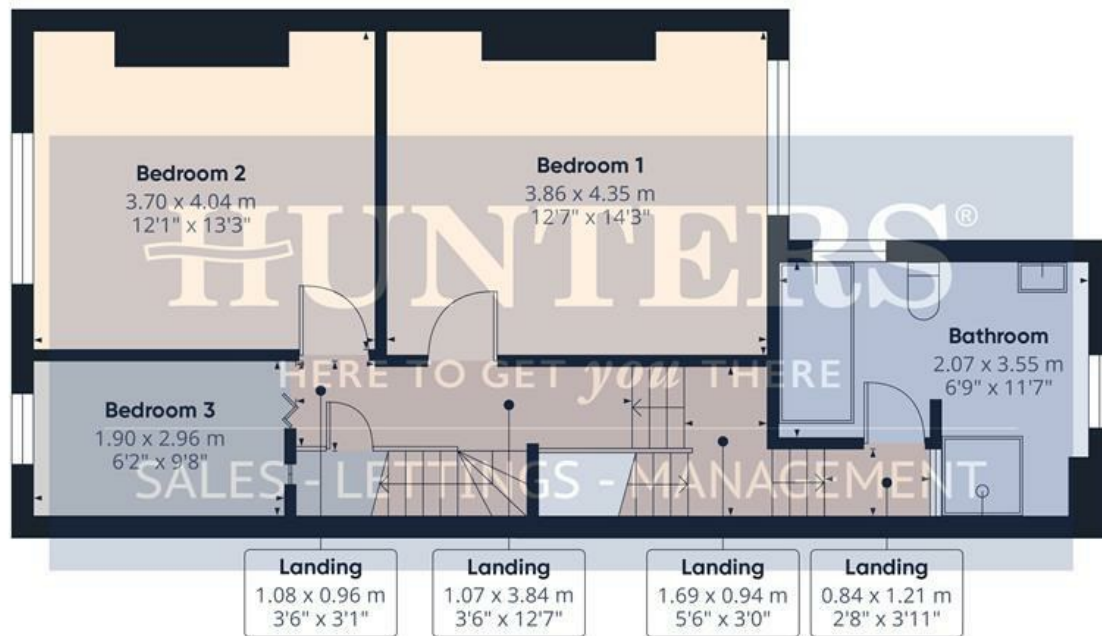 Bedroom 2
3.70 x 4.04 m
12'1" x 13'3"
Bedroom 1
3.86 x 4.35 m
12'7" x 14'3"
HUNTERS®
HERE TO GET you THERE
SALES - LETTINGS - MANAGEMENT
Bathroom
2.07 x 3.55 m
6'9" x 11'7"
Bedroom 3
1.90 x 2.96 m
6'2" x 9'8"
Landing
1.08 x 0.96 m
3'6" x 3'1"
Landing
1.07 x 3.84 m
3'6" x 12'7"
Landing
1.69 x 0.94 m
5'6" x 3'0"
Landing
0.84 x 1.21 m
2'8" x 3'11"